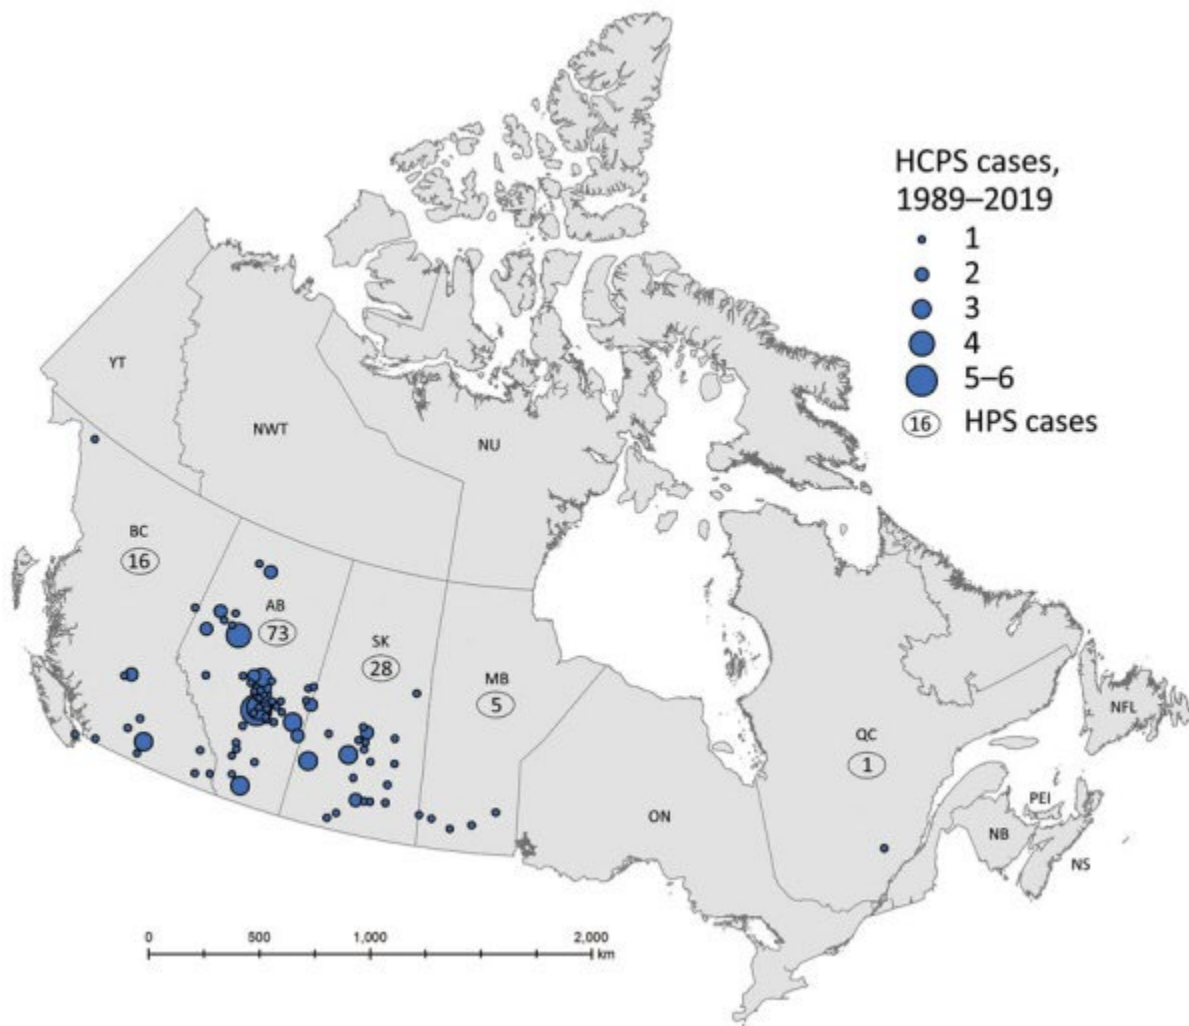 HCPS cases,
1989–2019
1
2
3
4
5–6
16 HPS cases
YT
NWT
NU
BC
16
AB
73
SK
28
MB
5
ON
QC
1
NFL
PEI
NB
NS
0 500 1,000 2,000
km